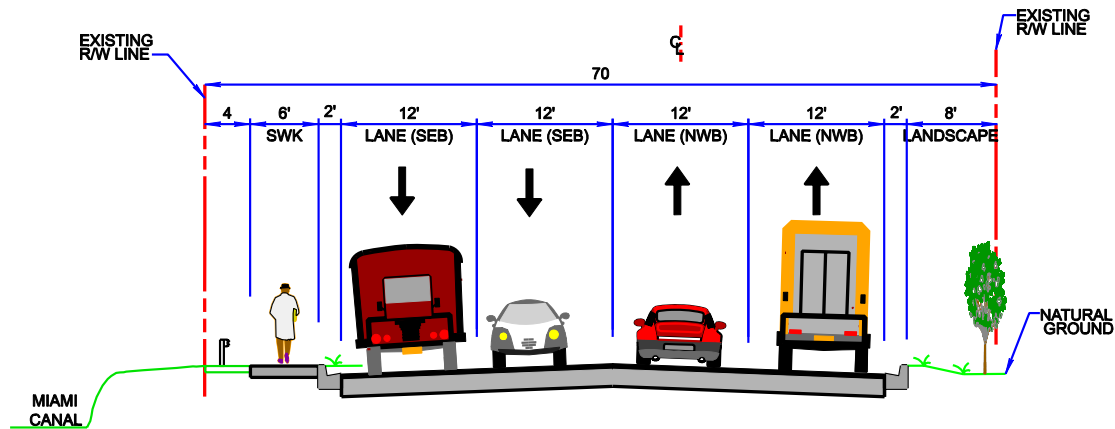 EXISTING
R/W LINE
℄
EXISTING
R/W LINE
70
4
6'
2'
12'
12'
12'
12'
2'
8'
SWK
LANE (SEB)
LANE (SEB)
LANE (NWB)
LANE (NWB)
LANDSCAPE
NATURAL
GROUND
MIAMI
CANAL